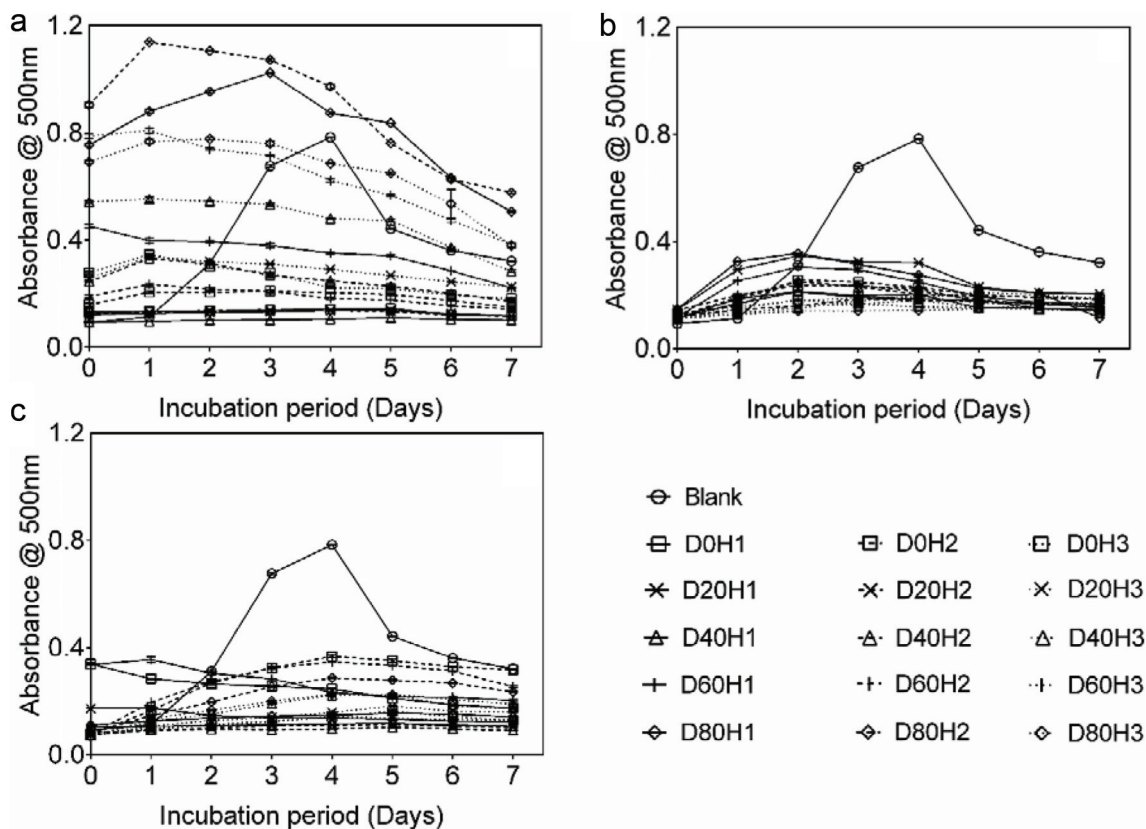 a
1.2
0.8
0.4
0.0
Absorbance @ 500nm
0 1 2 3 4 5 6 7
Incubation period (Days)
b
1.2
0.8
0.4
0.0
Absorbance @ 500nm
0 1 2 3 4 5 6 7
Incubation period (Days)
c
1.2
0.8
0.4
0.0
Absorbance @ 500nm
0 1 2 3 4 5 6 7
Incubation period (Days)
Blank
D0H1 D0H2 D0H3
D20H1 D20H2 D20H3
D40H1 D40H2 D40H3
D60H1 D60H2 D60H3
D80H1 D80H2 D80H3